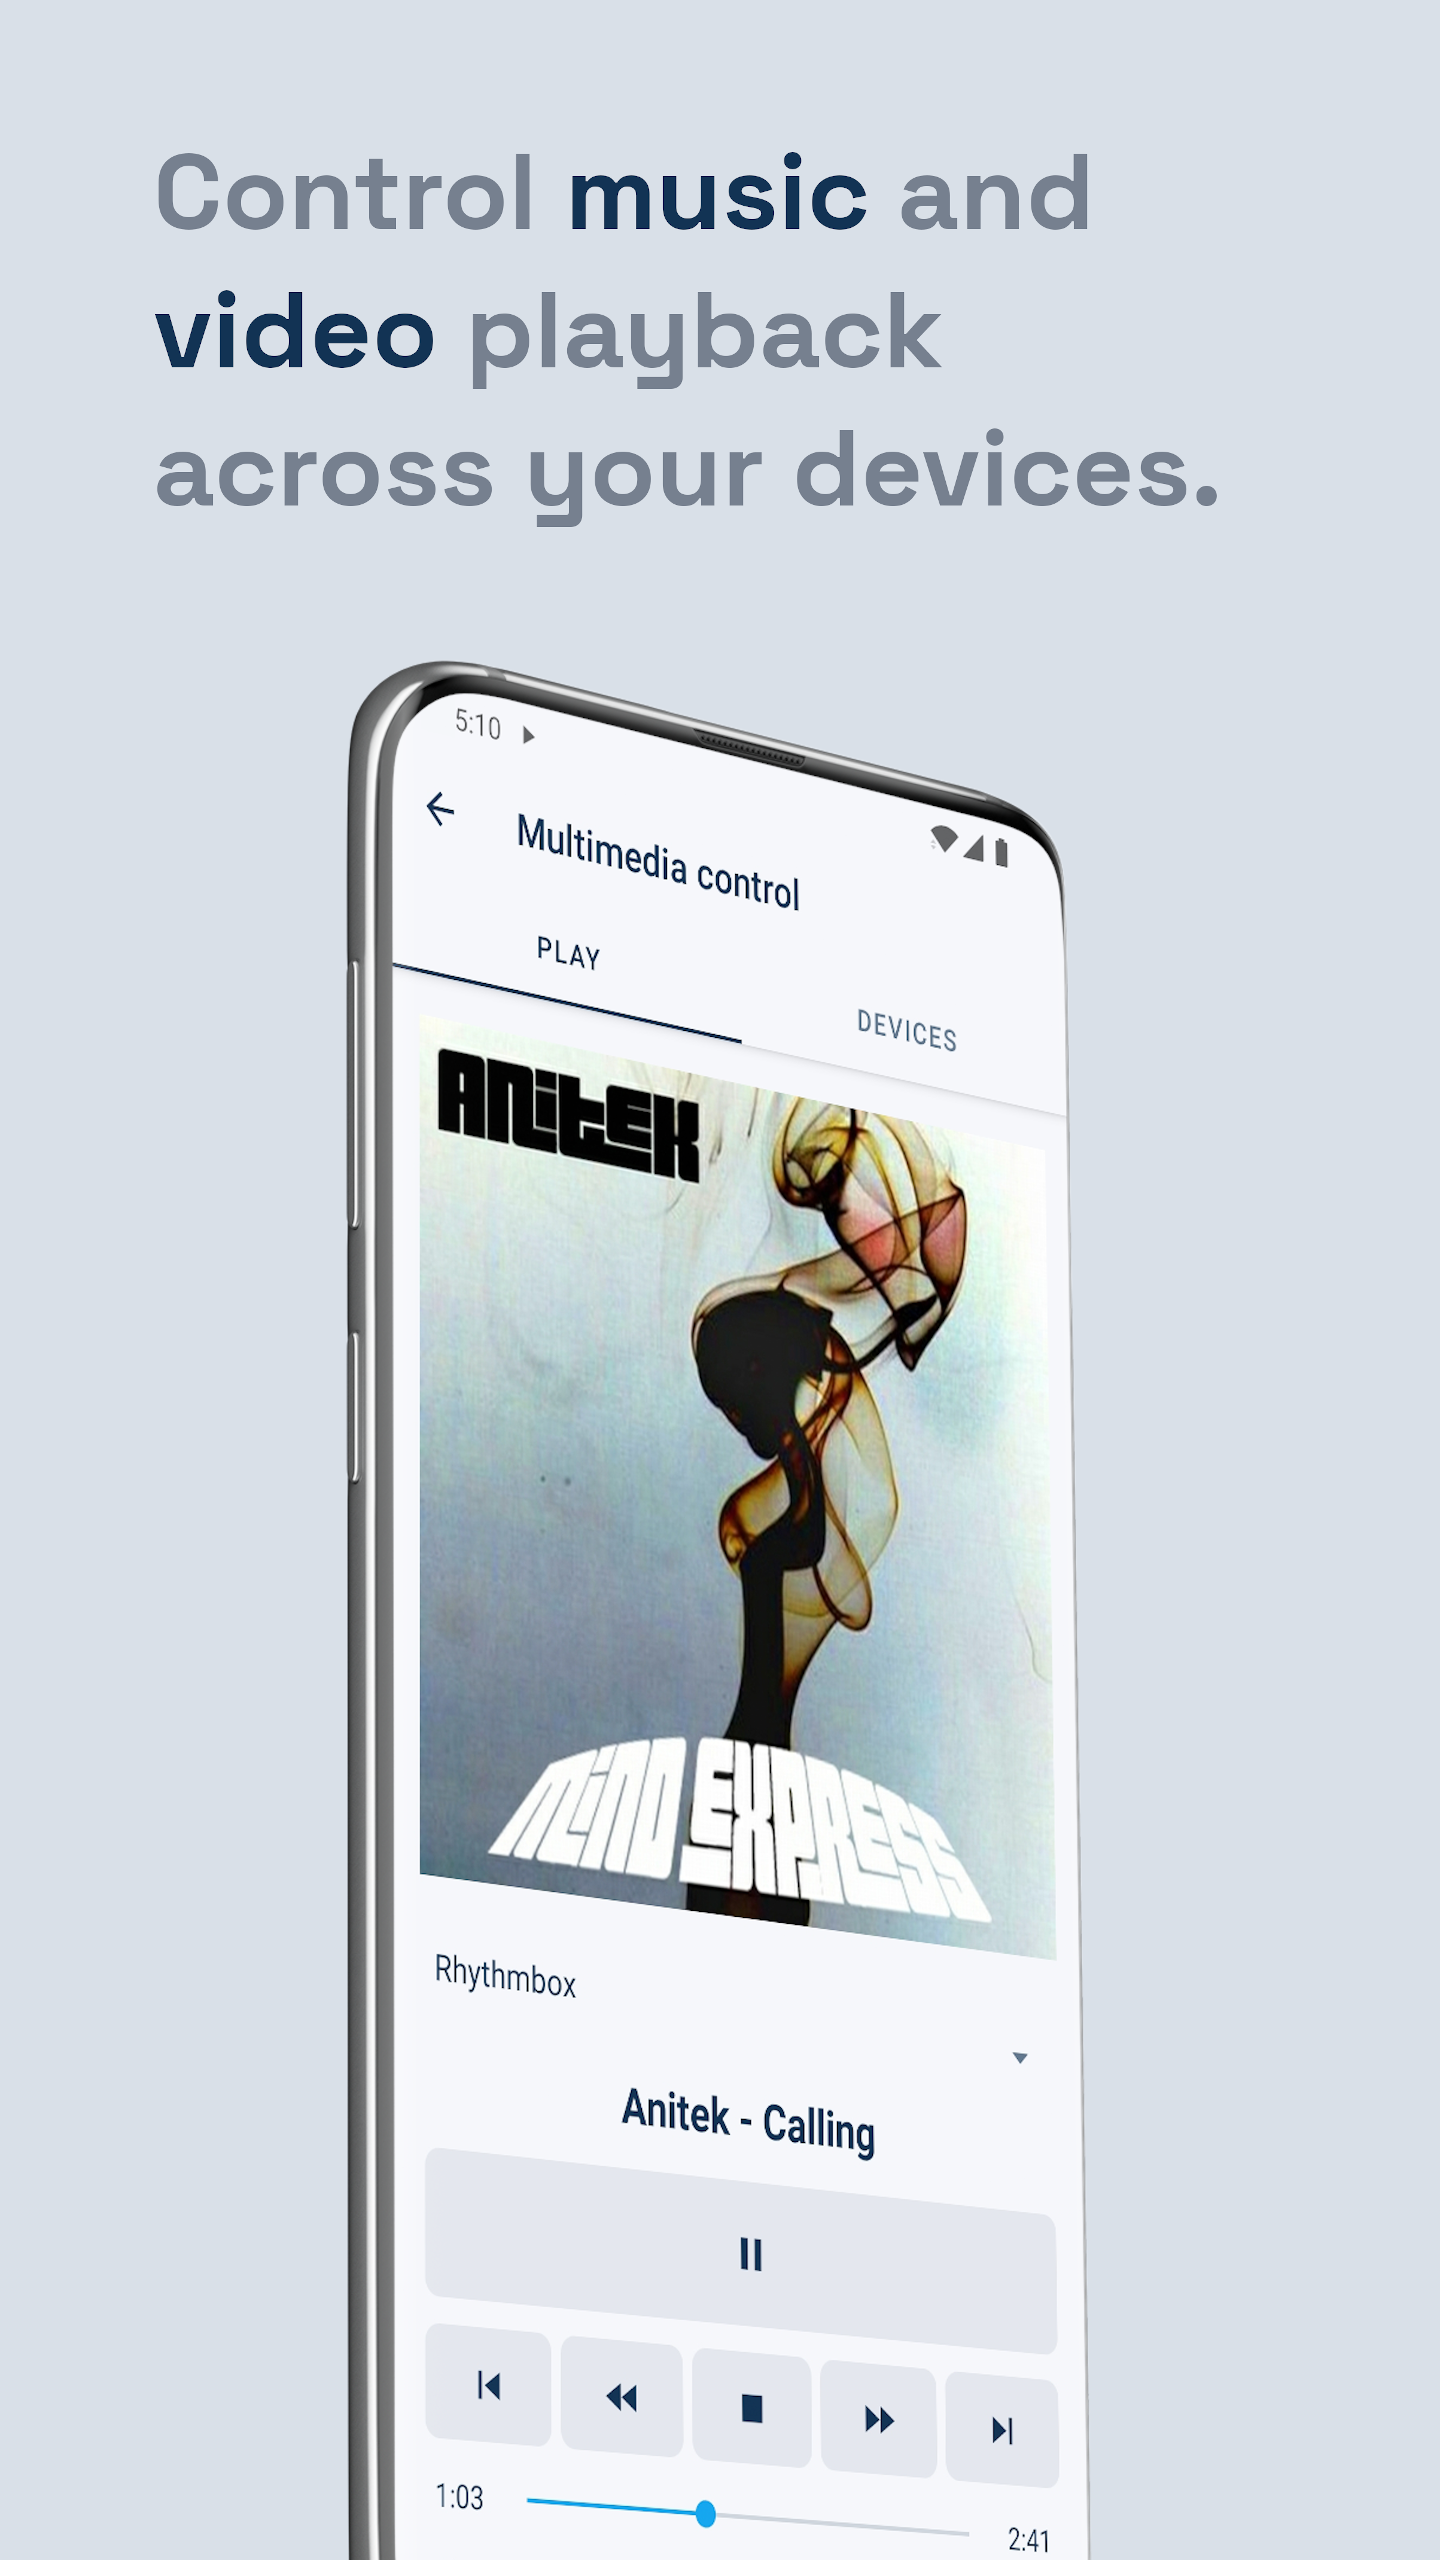 Control music and
video playback
across your devices.
5:10
Multimedia control
PLAY
DEVICES
ANiTEK
MiND EXPRESS
Rhythmbox
Anitek - Calling
1:03
2:41